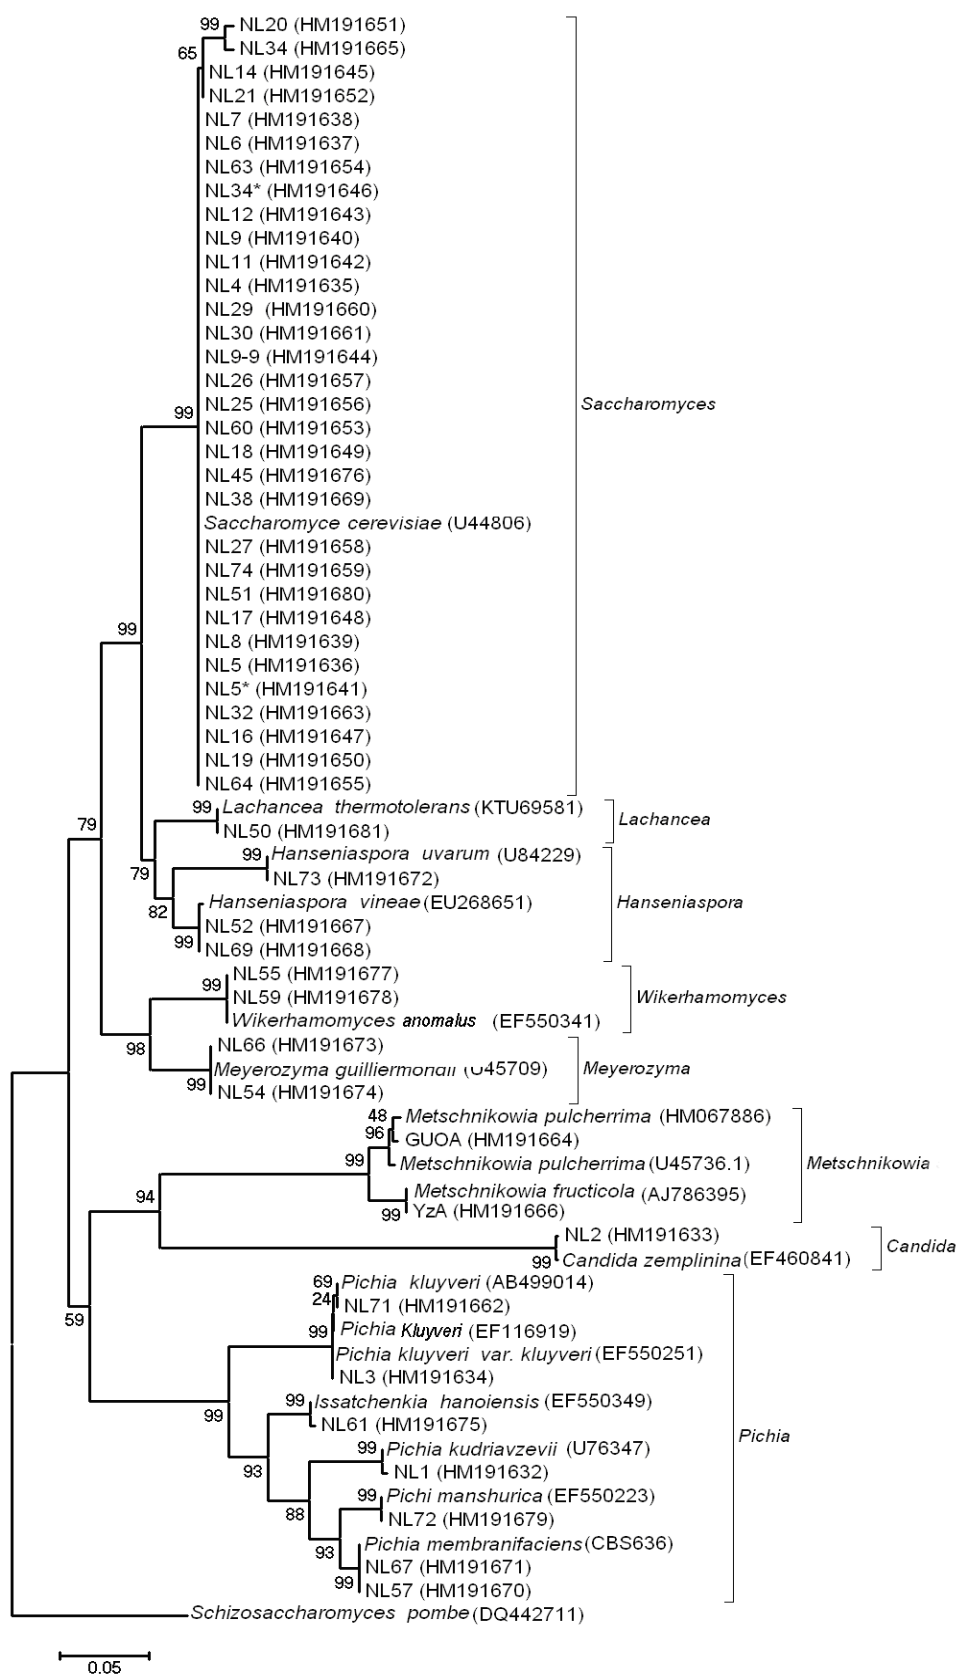 99
NL20 (HM191651)
NL34 (HM191665)
65
NL14 (HM191645)
NL21 (HM191652)
NL7 (HM191638)
NL6 (HM191637)
NL63 (HM191654)
NL34* (HM191646)
NL12 (HM191643)
NL9 (HM191640)
NL11 (HM191642)
NL4 (HM191635)
NL29 (HM191660)
NL30 (HM191661)
NL9-9 (HM191644)
NL26 (HM191657)
NL25 (HM191656)
Saccharomyces
99
NL60 (HM191653)
NL18 (HM191649)
NL45 (HM191676)
NL38 (HM191669)
Saccharomyce cerevisiae (U44806)
NL27 (HM191658)
NL74 (HM191659)
NL51 (HM191680)
NL17 (HM191648)
99
NL8 (HM191639)
NL5 (HM191636)
NL5* (HM191641)
NL32 (HM191663)
NL16 (HM191647)
NL19 (HM191650)
NL64 (HM191655)
99
Lachancea thermotolerans (KTU69581)
NL50 (HM191681)
Lachancea
79
99
Hanseniaspora uvarum (U84229)
79
NL73 (HM191672)
Hanseniaspora vineae (EU268651)
Hanseniaspora
82
NL52 (HM191667)
99
NL69 (HM191668)
99
NL55 (HM191677)
NL59 (HM191678)
Wikerhamomyces
Wikerhamomyces anomalus (EF550341)
98
NL66 (HM191673)
Meyerozyma guilliermondii (U45709)
Meyerozyma
99
NL54 (HM191674)
48
Metschnikowia pulcherrima (HM067886)
96
GUOA (HM191664)
99
Metschnikowia pulcherrima (U45736.1)
Metschnikowia
94
Metschnikowia fructicola (AJ786395)
99
YzA (HM191666)
NL2 (HM191633)
Candida
99
Candida zemplinina (EF460841)
69
Pichia kluyveri (AB499014)
24
NL71 (HM191662)
59
99
Pichia Kluyveri (EF116919)
Pichia kluyveri var. kluyveri (EF550251)
NL3 (HM191634)
99
99
Issatchenkia hanoiensis (EF550349)
NL61 (HM191675)
Pichia
99
Pichia kudriavzevii (U76347)
93
NL1 (HM191632)
99
Pichi manshurica (EF550223)
88
NL72 (HM191679)
93
Pichia membranifaciens (CBS636)
NL67 (HM191671)
99
NL57 (HM191670)
Schizosaccharomyces pombe (DQ442711)
0.05